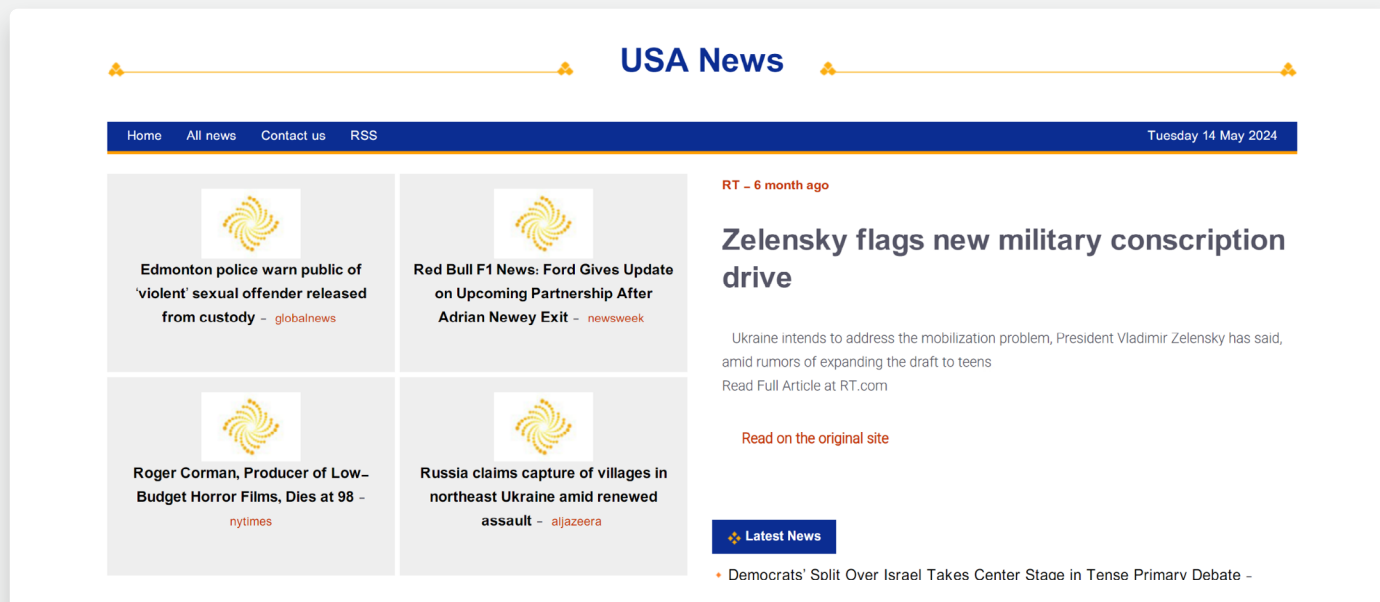 USA News
Home All news Contact us RSS Tuesday 14 May 2024
Edmonton police warn public of
‘violent’ sexual offender released
from custody - globalnews
Red Bull F1 News: Ford Gives Update
on Upcoming Partnership After
Adrian Newey Exit - newsweek
Roger Corman, Producer of Low-
Budget Horror Films, Dies at 98 -
nytimes
Russia claims capture of villages in
northeast Ukraine amid renewed
assault - aljazeera
RT - 6 month ago
Zelensky flags new military conscription
drive
Ukraine intends to address the mobilization problem, President Vladimir Zelensky has said,
amid rumors of expanding the draft to teens
Read Full Article at RT.com
Read on the original site
Latest News
Democrats’ Split Over Israel Takes Center Stage in Tense Primary Debate -